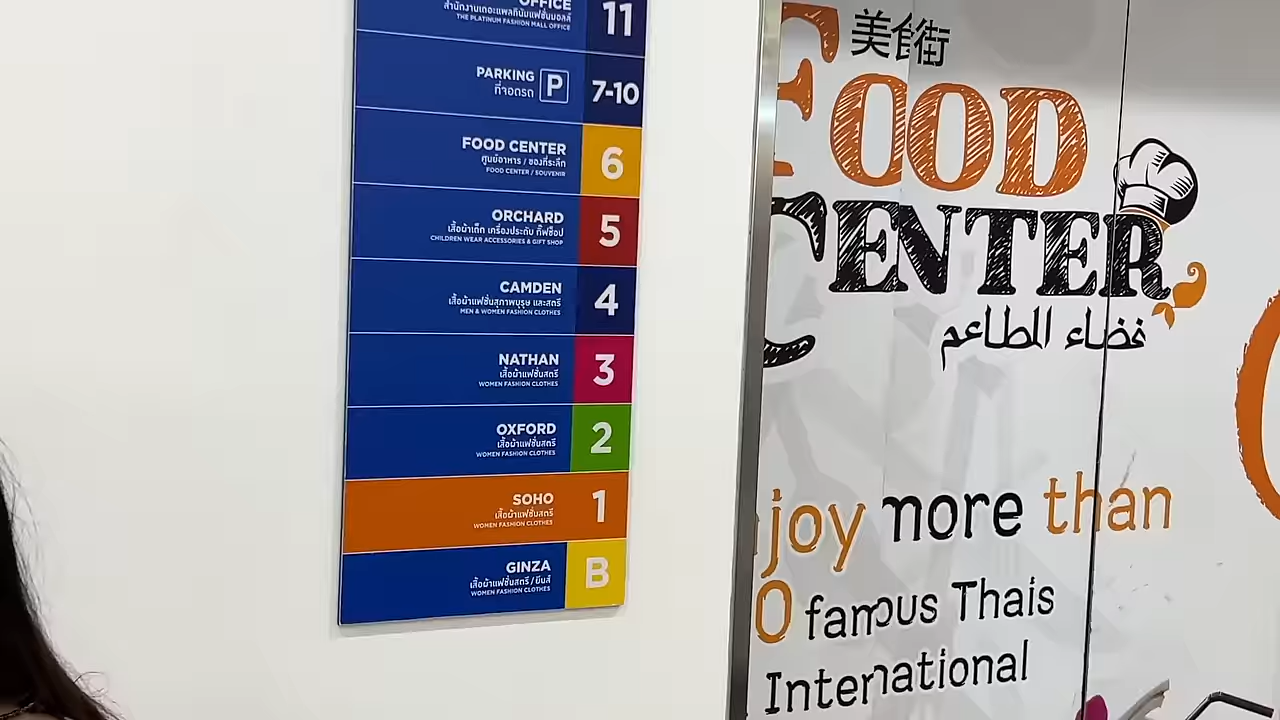 OFFICE
สำนักงานเดอะแพลทินัมแฟชั่นมอลล์
THE PLATINUM FASHION MALL OFFICE
11
PARKING P
ที่จอดรถ
7-10
FOOD CENTER
ศูนย์อาหาร / ของที่ระลึก
FOOD CENTER / SOUVENIR
6
ORCHARD
เสื้อผ้าเด็ก เครื่องประดับ กิ๊ฟช็อป
CHILDREN WEAR ACCESSORIES & GIFT SHOP
5
CAMDEN
เสื้อผ้าแฟชั่นสุภาพบุรุษ และสตรี
MEN & WOMEN FASHION CLOTHES
4
NATHAN
เสื้อผ้าแฟชั่นสตรี
WOMEN FASHION CLOTHES
3
OXFORD
เสื้อผ้าแฟชั่นสตรี
WOMEN FASHION CLOTHES
2
SOHO
เสื้อผ้าแฟชั่นสตรี
WOMEN FASHION CLOTHES
1
GINZA
เสื้อผ้าแฟชั่นสตรี / ยีนส์
WOMEN FASHION CLOTHES
B
美食街
FOOD
CENTER
المطاعم
joy more than
0 famous Thais
International